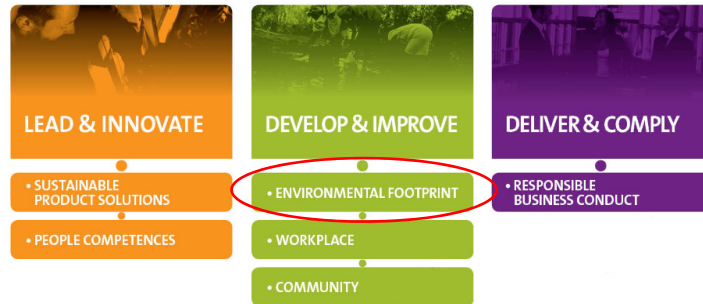 LEAD & INNOVATE
• SUSTAINABLE
PRODUCT SOLUTIONS
• PEOPLE COMPETENCES
DEVELOP & IMPROVE
• ENVIRONMENTAL FOOTPRINT
• WORKPLACE
• COMMUNITY
DELIVER & COMPLY
• RESPONSIBLE
BUSINESS CONDUCT